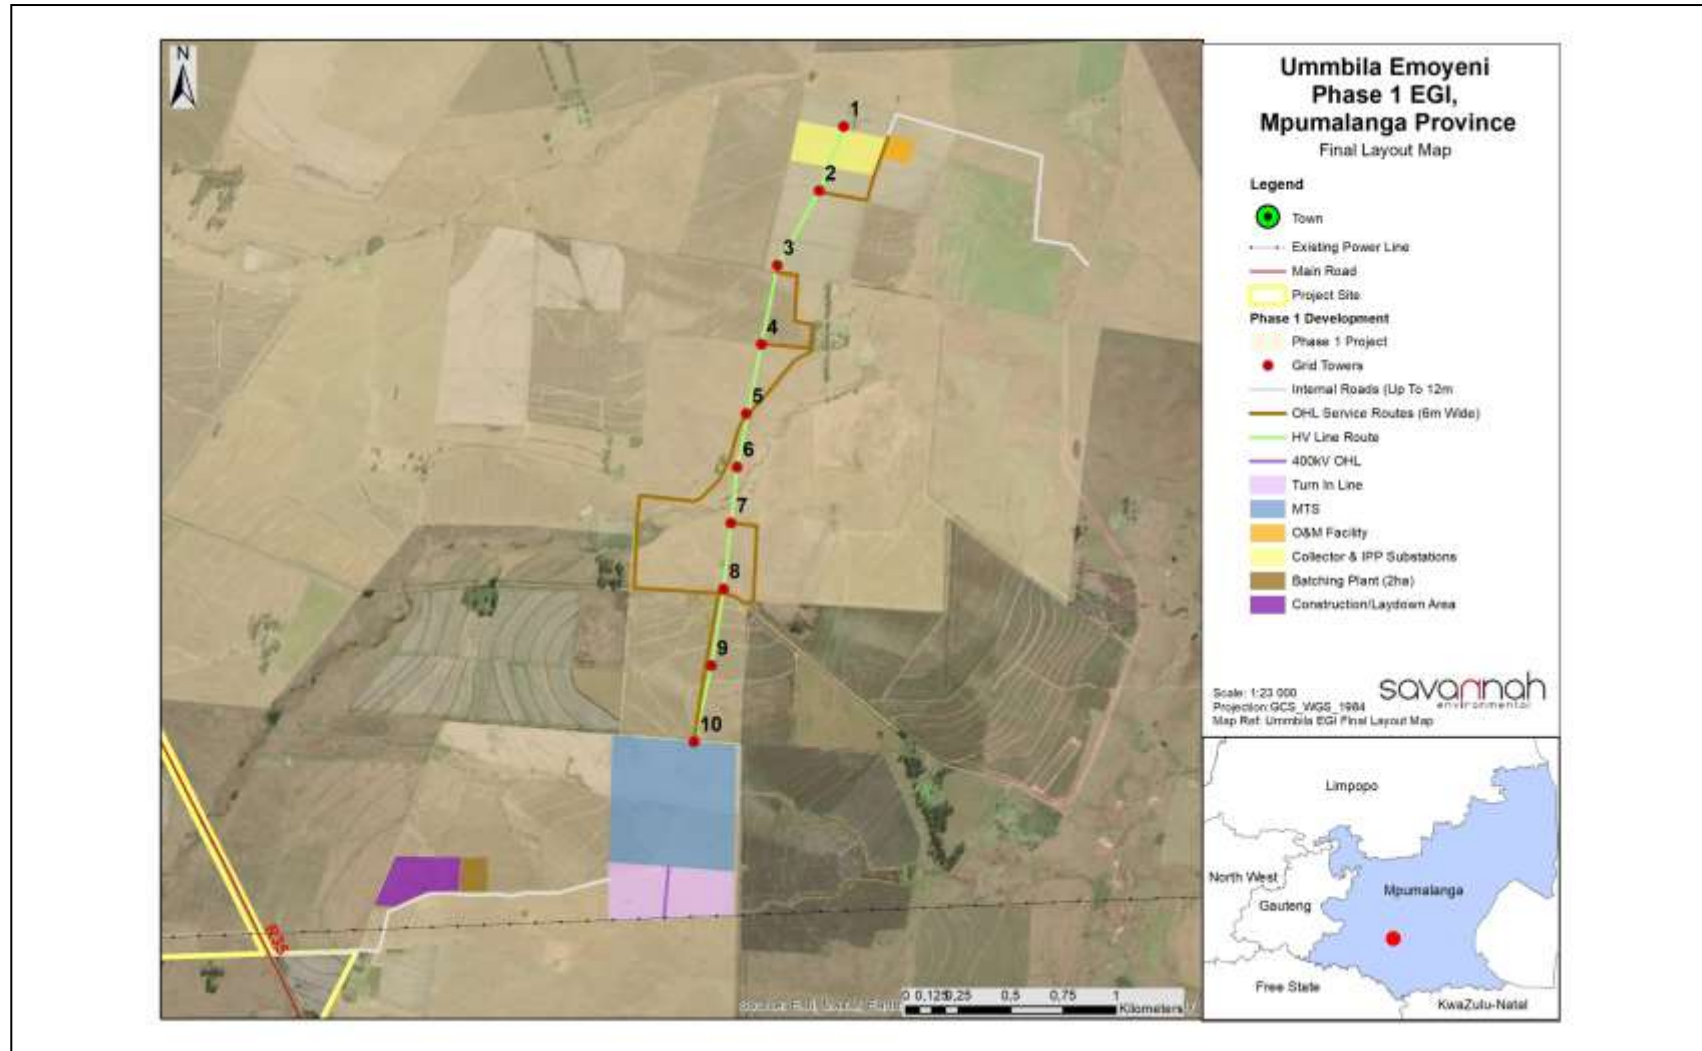 N
1
2
3
4
5
6
7
8
9
10
R35
0 0,125 0,25 0,5 0,75 1
Kilometers
Ummbila Emoyeni
Phase 1 EGI,
Mpumalanga Province
Final Layout Map
Legend
Town
Existing Power Line
Main Road
Project Site
Phase 1 Development
Phase 1 Project
Grid Towers
Internal Roads (Up To 12m
OHL Service Routes (6m Wide)
HV Line Route
400kV OHL
Turn In Line
MTS
O&M Facility
Collector & IPP Substations
Batching Plant (2ha)
Construction/Laydown Area
Scale: 1:23 000
Projection:GCS_WGS_1984
Map Ref: Ummbila EGI Final Layout Map
savannah
environmental
Limpopo
North West
Gauteng
Mpumalanga
Free State
KwaZulu-Natal